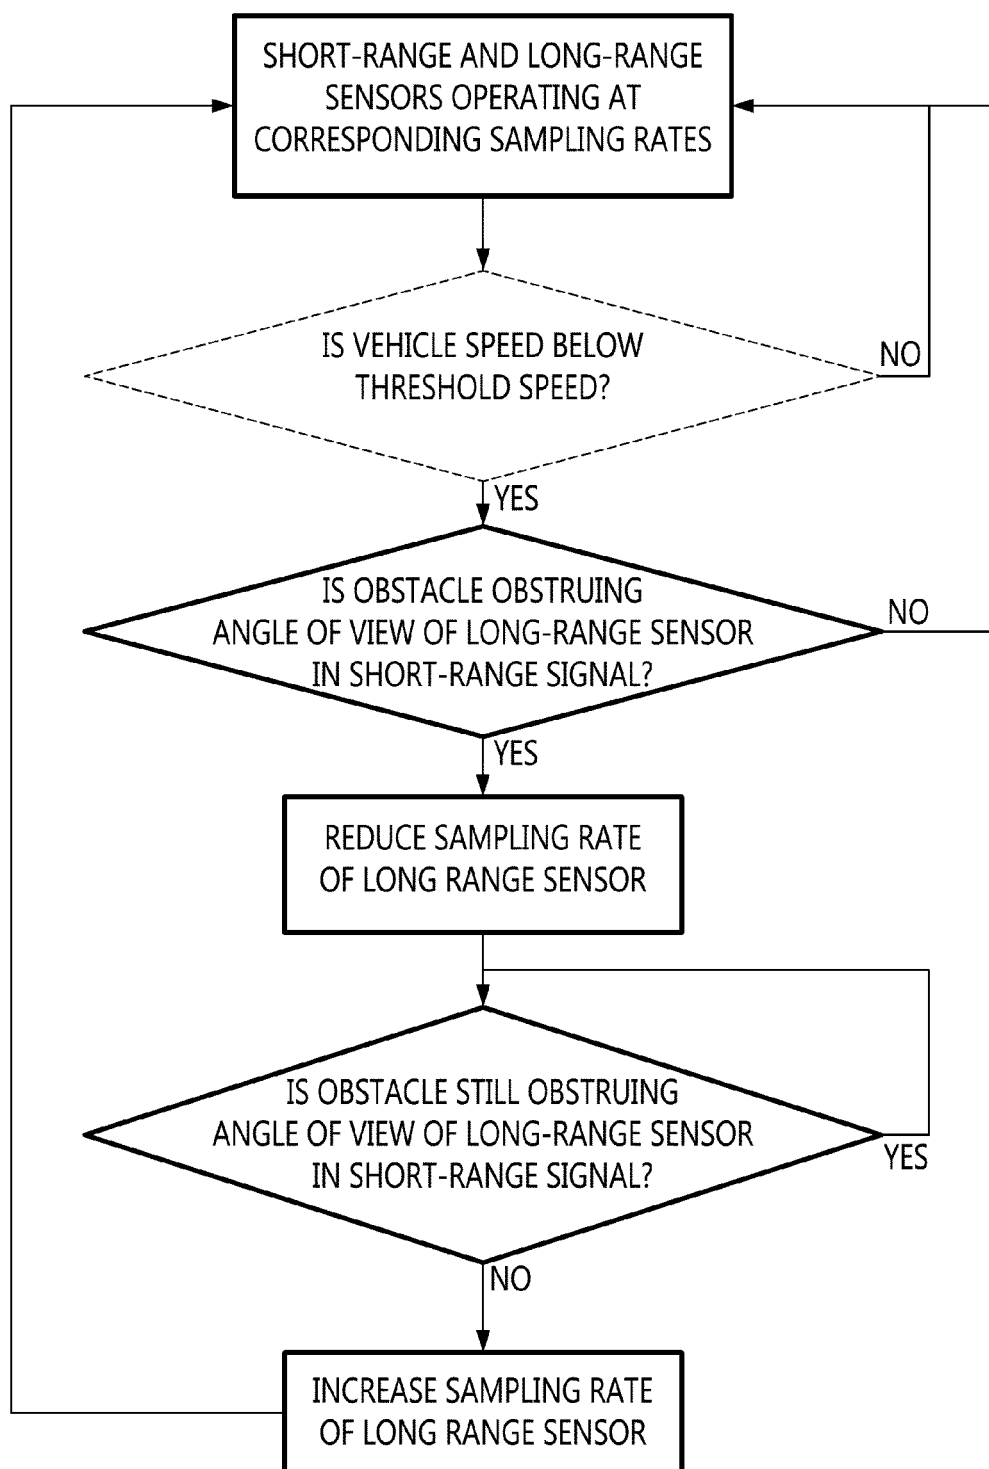 SHORT-RANGE AND LONG-RANGE
SENSORS OPERATING AT
CORRESPONDING SAMPLING RATES
IS VEHICLE SPEED BELOW
THRESHOLD SPEED?
NO
YES
IS OBSTACLE OBSTRUING
ANGLE OF VIEW OF LONG-RANGE SENSOR
IN SHORT-RANGE SIGNAL?
NO
YES
REDUCE SAMPLING RATE
OF LONG RANGE SENSOR
IS OBSTACLE STILL OBSTRUING
ANGLE OF VIEW OF LONG-RANGE SENSOR
IN SHORT-RANGE SIGNAL?
YES
NO
INCREASE SAMPLING RATE
OF LONG RANGE SENSOR